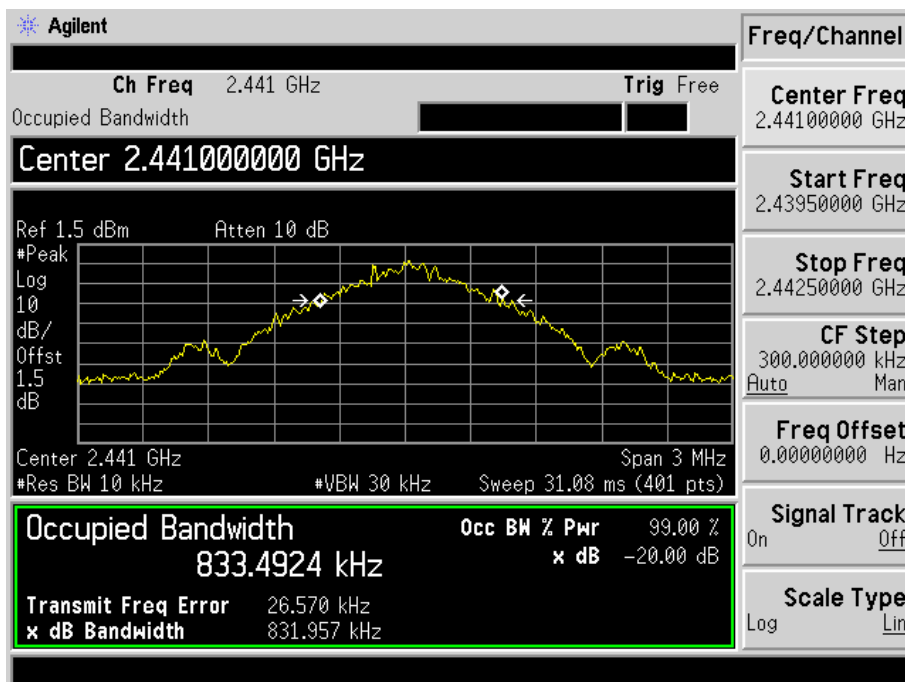 Agilent
Freq/Channel
Ch Freq 2.441 GHz Trig Free
Occupied Bandwidth
Center 2.441000000 GHz
Ref 1.5 dBm Atten 10 dB
#Peak
Log
10
dB/
Offst
1.5
dB
Center 2.441 GHz Span 3 MHz
#Res BW 10 kHz #VBW 30 kHz Sweep 31.08 ms (401 pts)
Occupied Bandwidth
833.4924 kHz
Occ BW % Pwr 99.00 %
x dB -20.00 dB
Transmit Freq Error 26.570 kHz
x dB Bandwidth 831.957 kHz
Center Freq
2.44100000 GHz
Start Freq
2.43950000 GHz
Stop Freq
2.44250000 GHz
CF Step
300.000000 kHz
Auto Man
Freq Offset
0.00000000 Hz
Signal Track
On Off
Scale Type
Log Lin